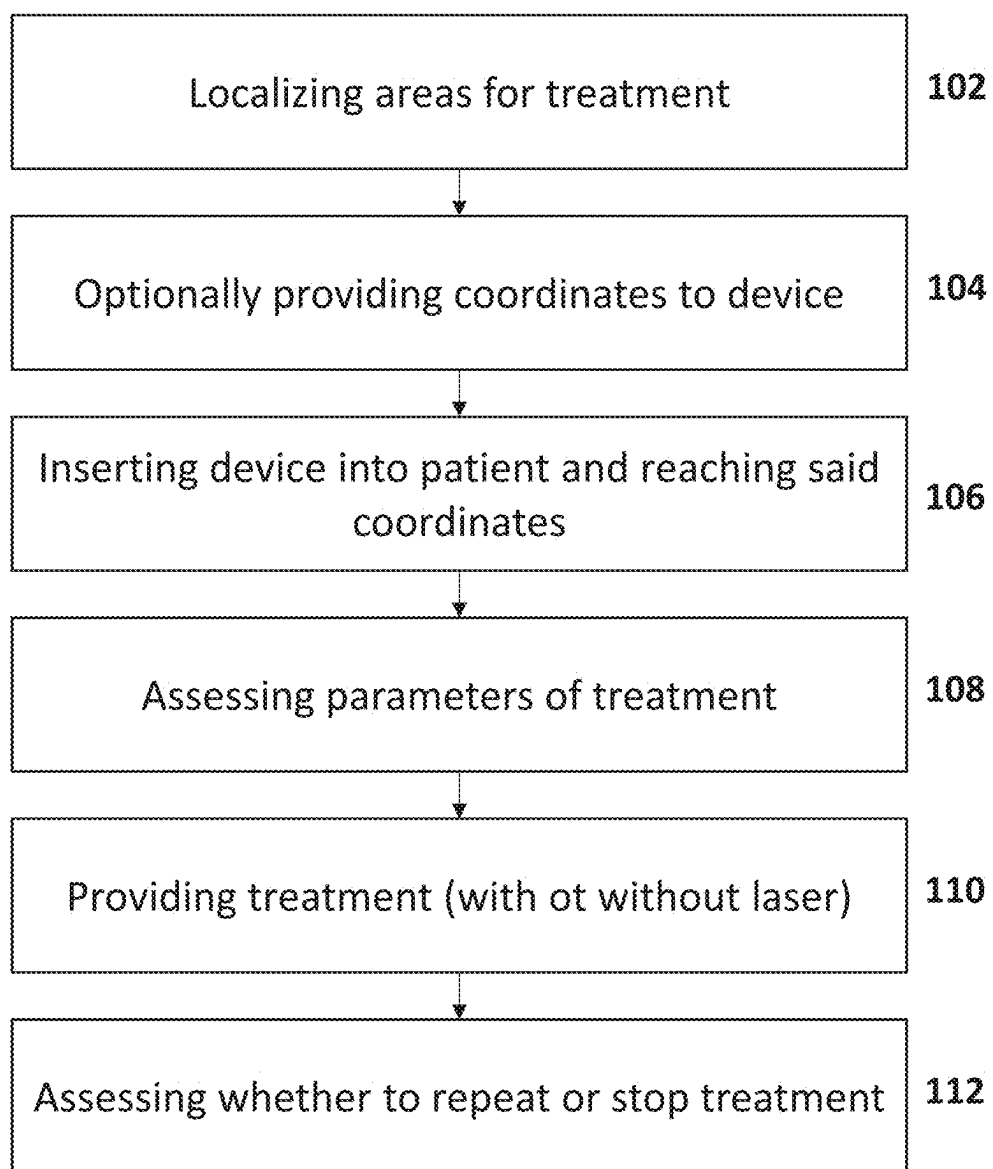 Localizing areas for treatment
102
Optionally providing coordinates to device
104
Inserting device into patient and reaching said
coordinates
106
Assessing parameters of treatment
108
Providing treatment (with ot without laser)
110
Assessing whether to repeat or stop treatment
112